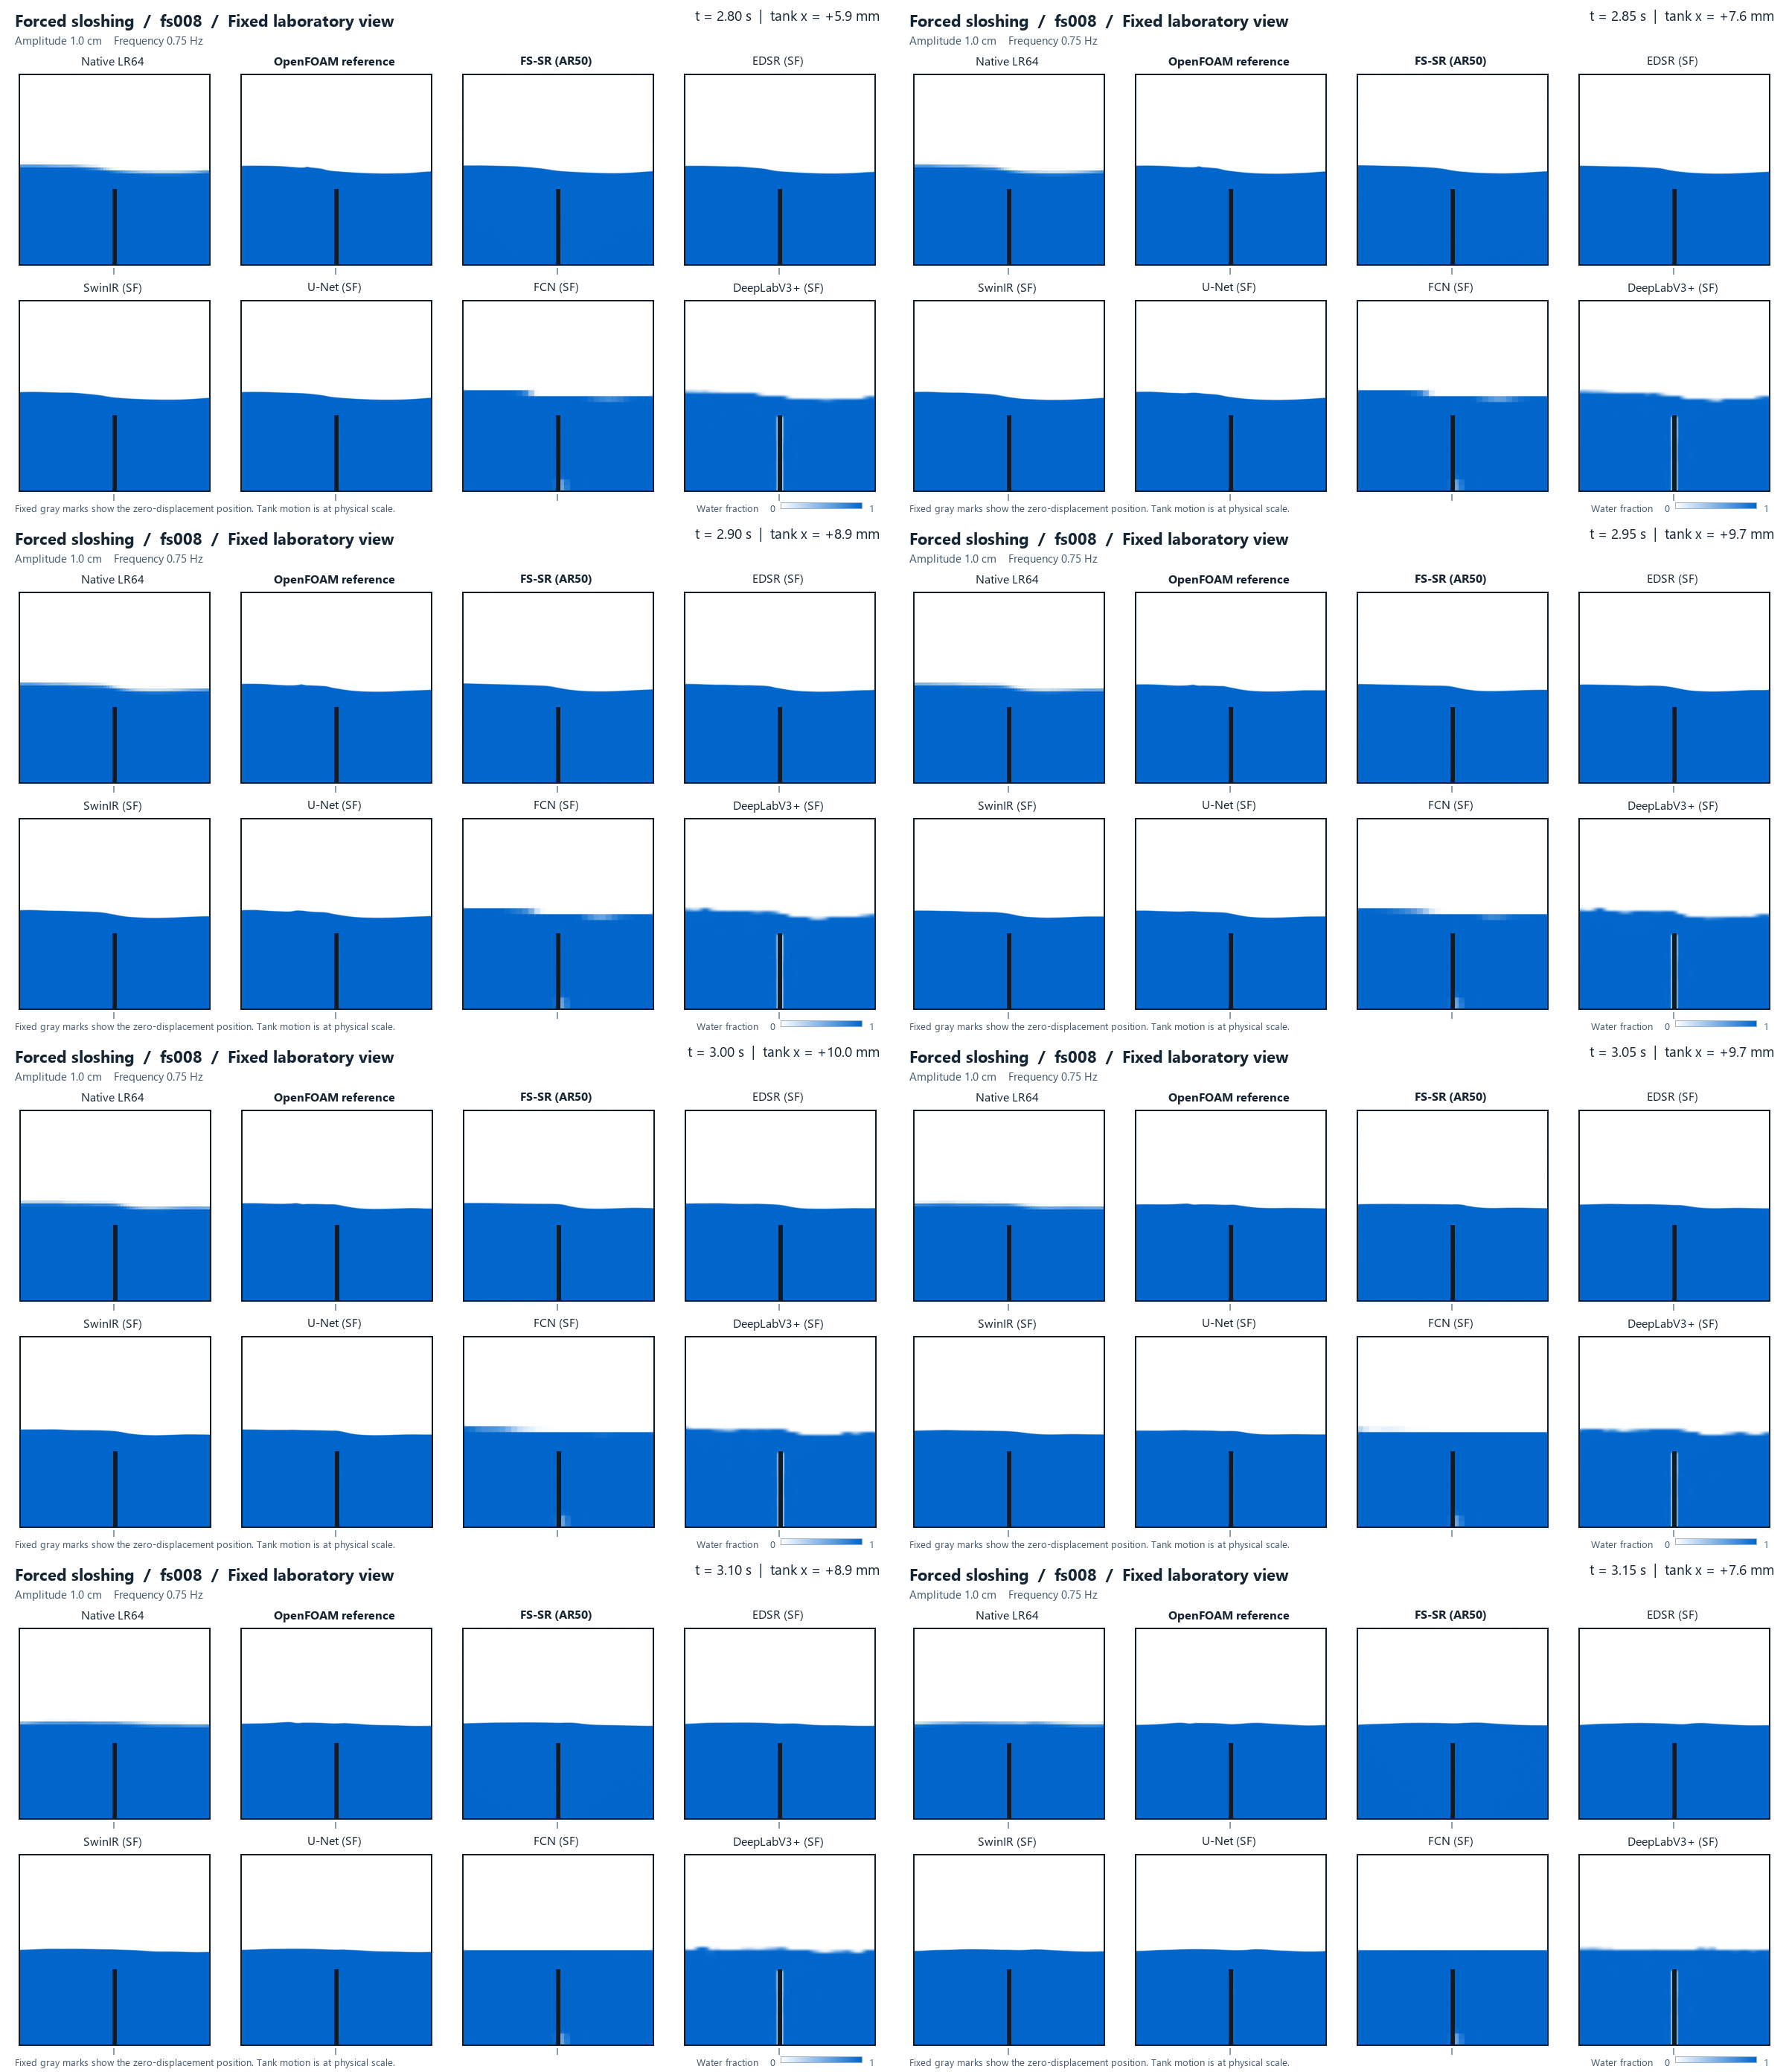 Forced sloshing / fs008 / Fixed laboratory view
t = 2.80 s | tank x = +5.9 mm
Amplitude 1.0 cm Frequency 0.75 Hz
Native LR64
OpenFOAM reference
FS-SR (AR50)
EDSR (SF)
SwinIR (SF)
U-Net (SF)
FCN (SF)
DeepLabV3+ (SF)
Fixed gray marks show the zero-displacement position. Tank motion is at physical scale.
Water fraction 0 1
Forced sloshing / fs008 / Fixed laboratory view
t = 2.85 s | tank x = +7.6 mm
Amplitude 1.0 cm Frequency 0.75 Hz
Native LR64
OpenFOAM reference
FS-SR (AR50)
EDSR (SF)
SwinIR (SF)
U-Net (SF)
FCN (SF)
DeepLabV3+ (SF)
Fixed gray marks show the zero-displacement position. Tank motion is at physical scale.
Water fraction 0 1
Forced sloshing / fs008 / Fixed laboratory view
t = 2.90 s | tank x = +8.9 mm
Amplitude 1.0 cm Frequency 0.75 Hz
Native LR64
OpenFOAM reference
FS-SR (AR50)
EDSR (SF)
SwinIR (SF)
U-Net (SF)
FCN (SF)
DeepLabV3+ (SF)
Fixed gray marks show the zero-displacement position. Tank motion is at physical scale.
Water fraction 0 1
Forced sloshing / fs008 / Fixed laboratory view
t = 2.95 s | tank x = +9.7 mm
Amplitude 1.0 cm Frequency 0.75 Hz
Native LR64
OpenFOAM reference
FS-SR (AR50)
EDSR (SF)
SwinIR (SF)
U-Net (SF)
FCN (SF)
DeepLabV3+ (SF)
Fixed gray marks show the zero-displacement position. Tank motion is at physical scale.
Water fraction 0 1
Forced sloshing / fs008 / Fixed laboratory view
t = 3.00 s | tank x = +10.0 mm
Amplitude 1.0 cm Frequency 0.75 Hz
Native LR64
OpenFOAM reference
FS-SR (AR50)
EDSR (SF)
SwinIR (SF)
U-Net (SF)
FCN (SF)
DeepLabV3+ (SF)
Fixed gray marks show the zero-displacement position. Tank motion is at physical scale.
Water fraction 0 1
Forced sloshing / fs008 / Fixed laboratory view
t = 3.05 s | tank x = +9.7 mm
Amplitude 1.0 cm Frequency 0.75 Hz
Native LR64
OpenFOAM reference
FS-SR (AR50)
EDSR (SF)
SwinIR (SF)
U-Net (SF)
FCN (SF)
DeepLabV3+ (SF)
Fixed gray marks show the zero-displacement position. Tank motion is at physical scale.
Water fraction 0 1
Forced sloshing / fs008 / Fixed laboratory view
t = 3.10 s | tank x = +8.9 mm
Amplitude 1.0 cm Frequency 0.75 Hz
Native LR64
OpenFOAM reference
FS-SR (AR50)
EDSR (SF)
SwinIR (SF)
U-Net (SF)
FCN (SF)
DeepLabV3+ (SF)
Fixed gray marks show the zero-displacement position. Tank motion is at physical scale.
Water fraction 0 1
Forced sloshing / fs008 / Fixed laboratory view
t = 3.15 s | tank x = +7.6 mm
Amplitude 1.0 cm Frequency 0.75 Hz
Native LR64
OpenFOAM reference
FS-SR (AR50)
EDSR (SF)
SwinIR (SF)
U-Net (SF)
FCN (SF)
DeepLabV3+ (SF)
Fixed gray marks show the zero-displacement position. Tank motion is at physical scale.
Water fraction 0 1